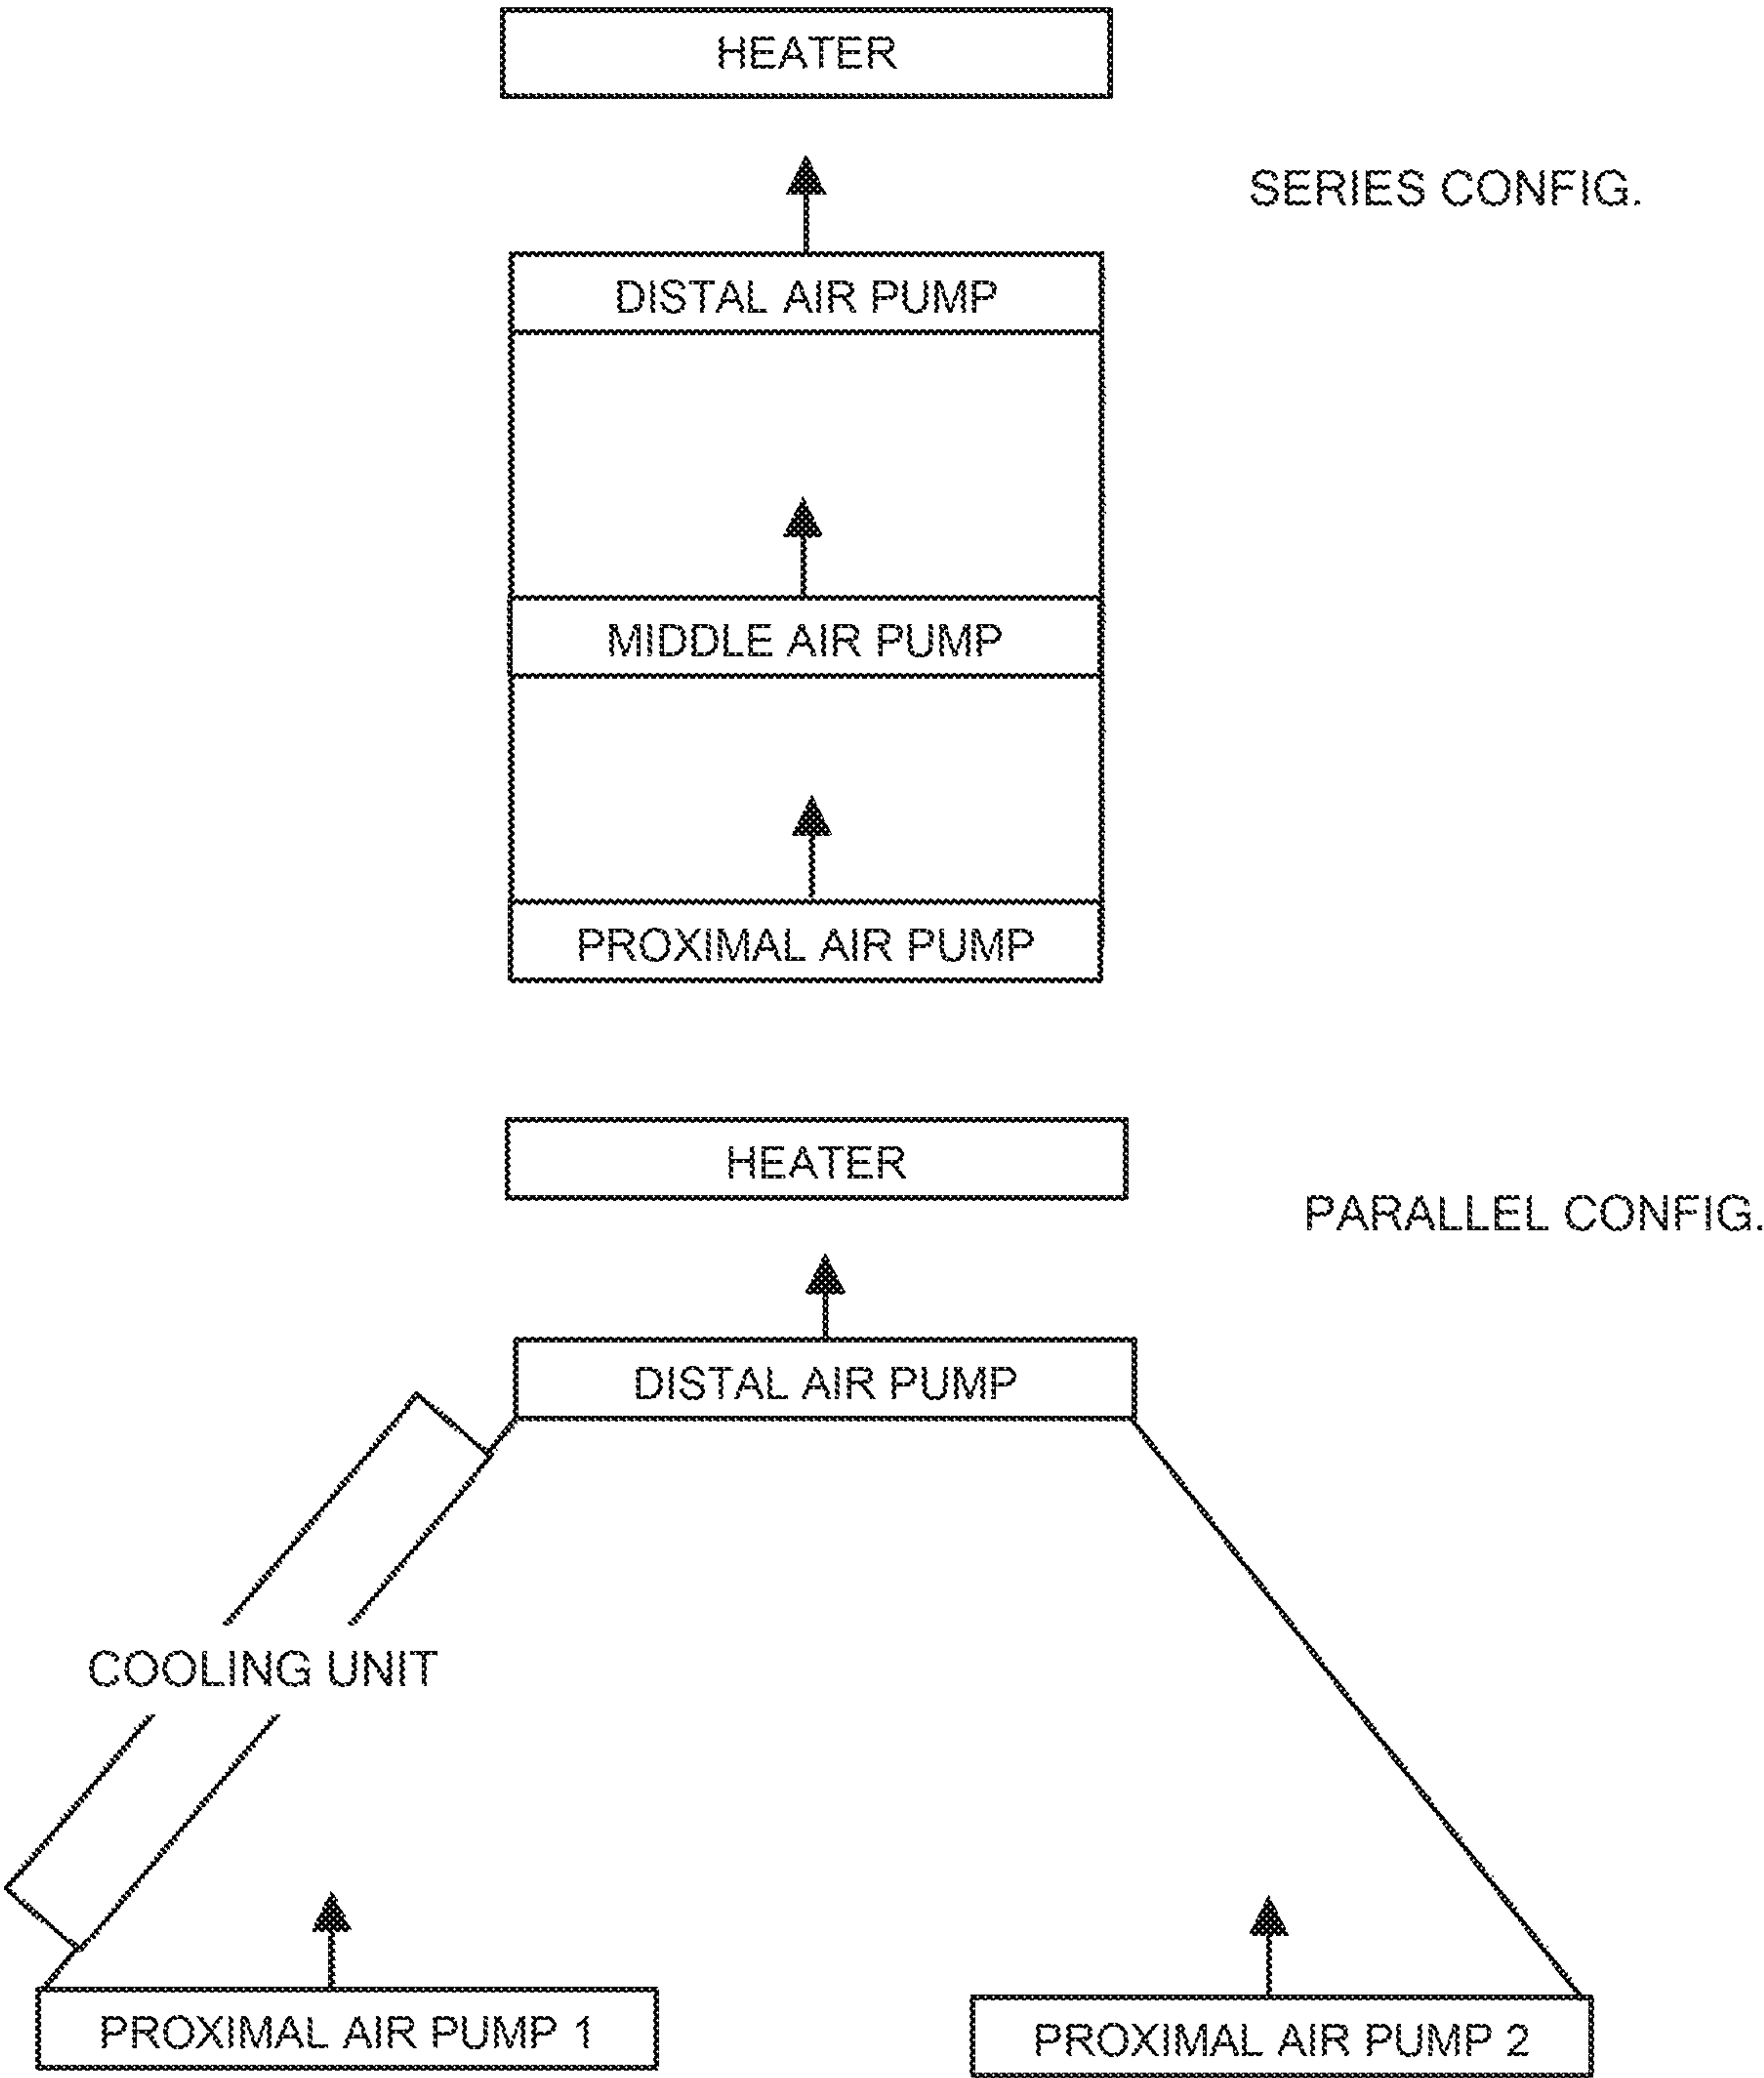 HEATER
SERIES CONFIG.
DISTAL AIR PUMP
MIDDLE AIR PUMP
PROXIMAL AIR PUMP
HEATER
PARALLEL CONFIG.
DISTAL AIR PUMP
COOLING UNIT
PROXIMAL AIR PUMP 1
PROXIMAL AIR PUMP 2